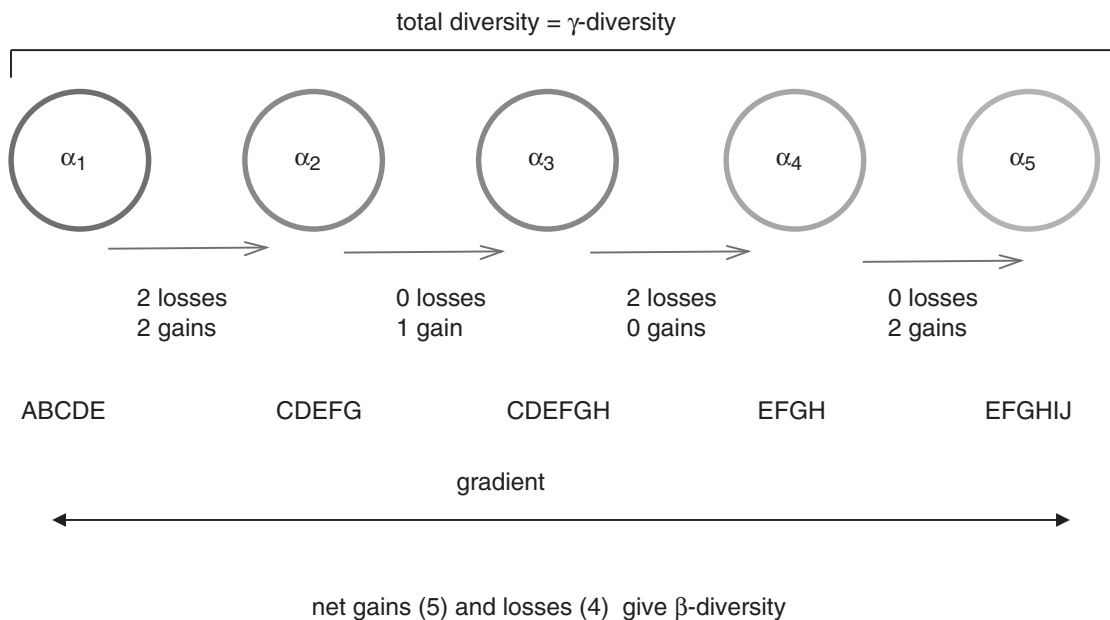 total diversity = γ-diversity
α1 α2 α3 α4 α5
2 losses 0 losses 2 losses 0 losses
2 gains 1 gain 0 gains 2 gains
ABCDE CDEFG CDEFGH EFGH EFGHIJ
gradient
net gains (5) and losses (4) give β-diversity